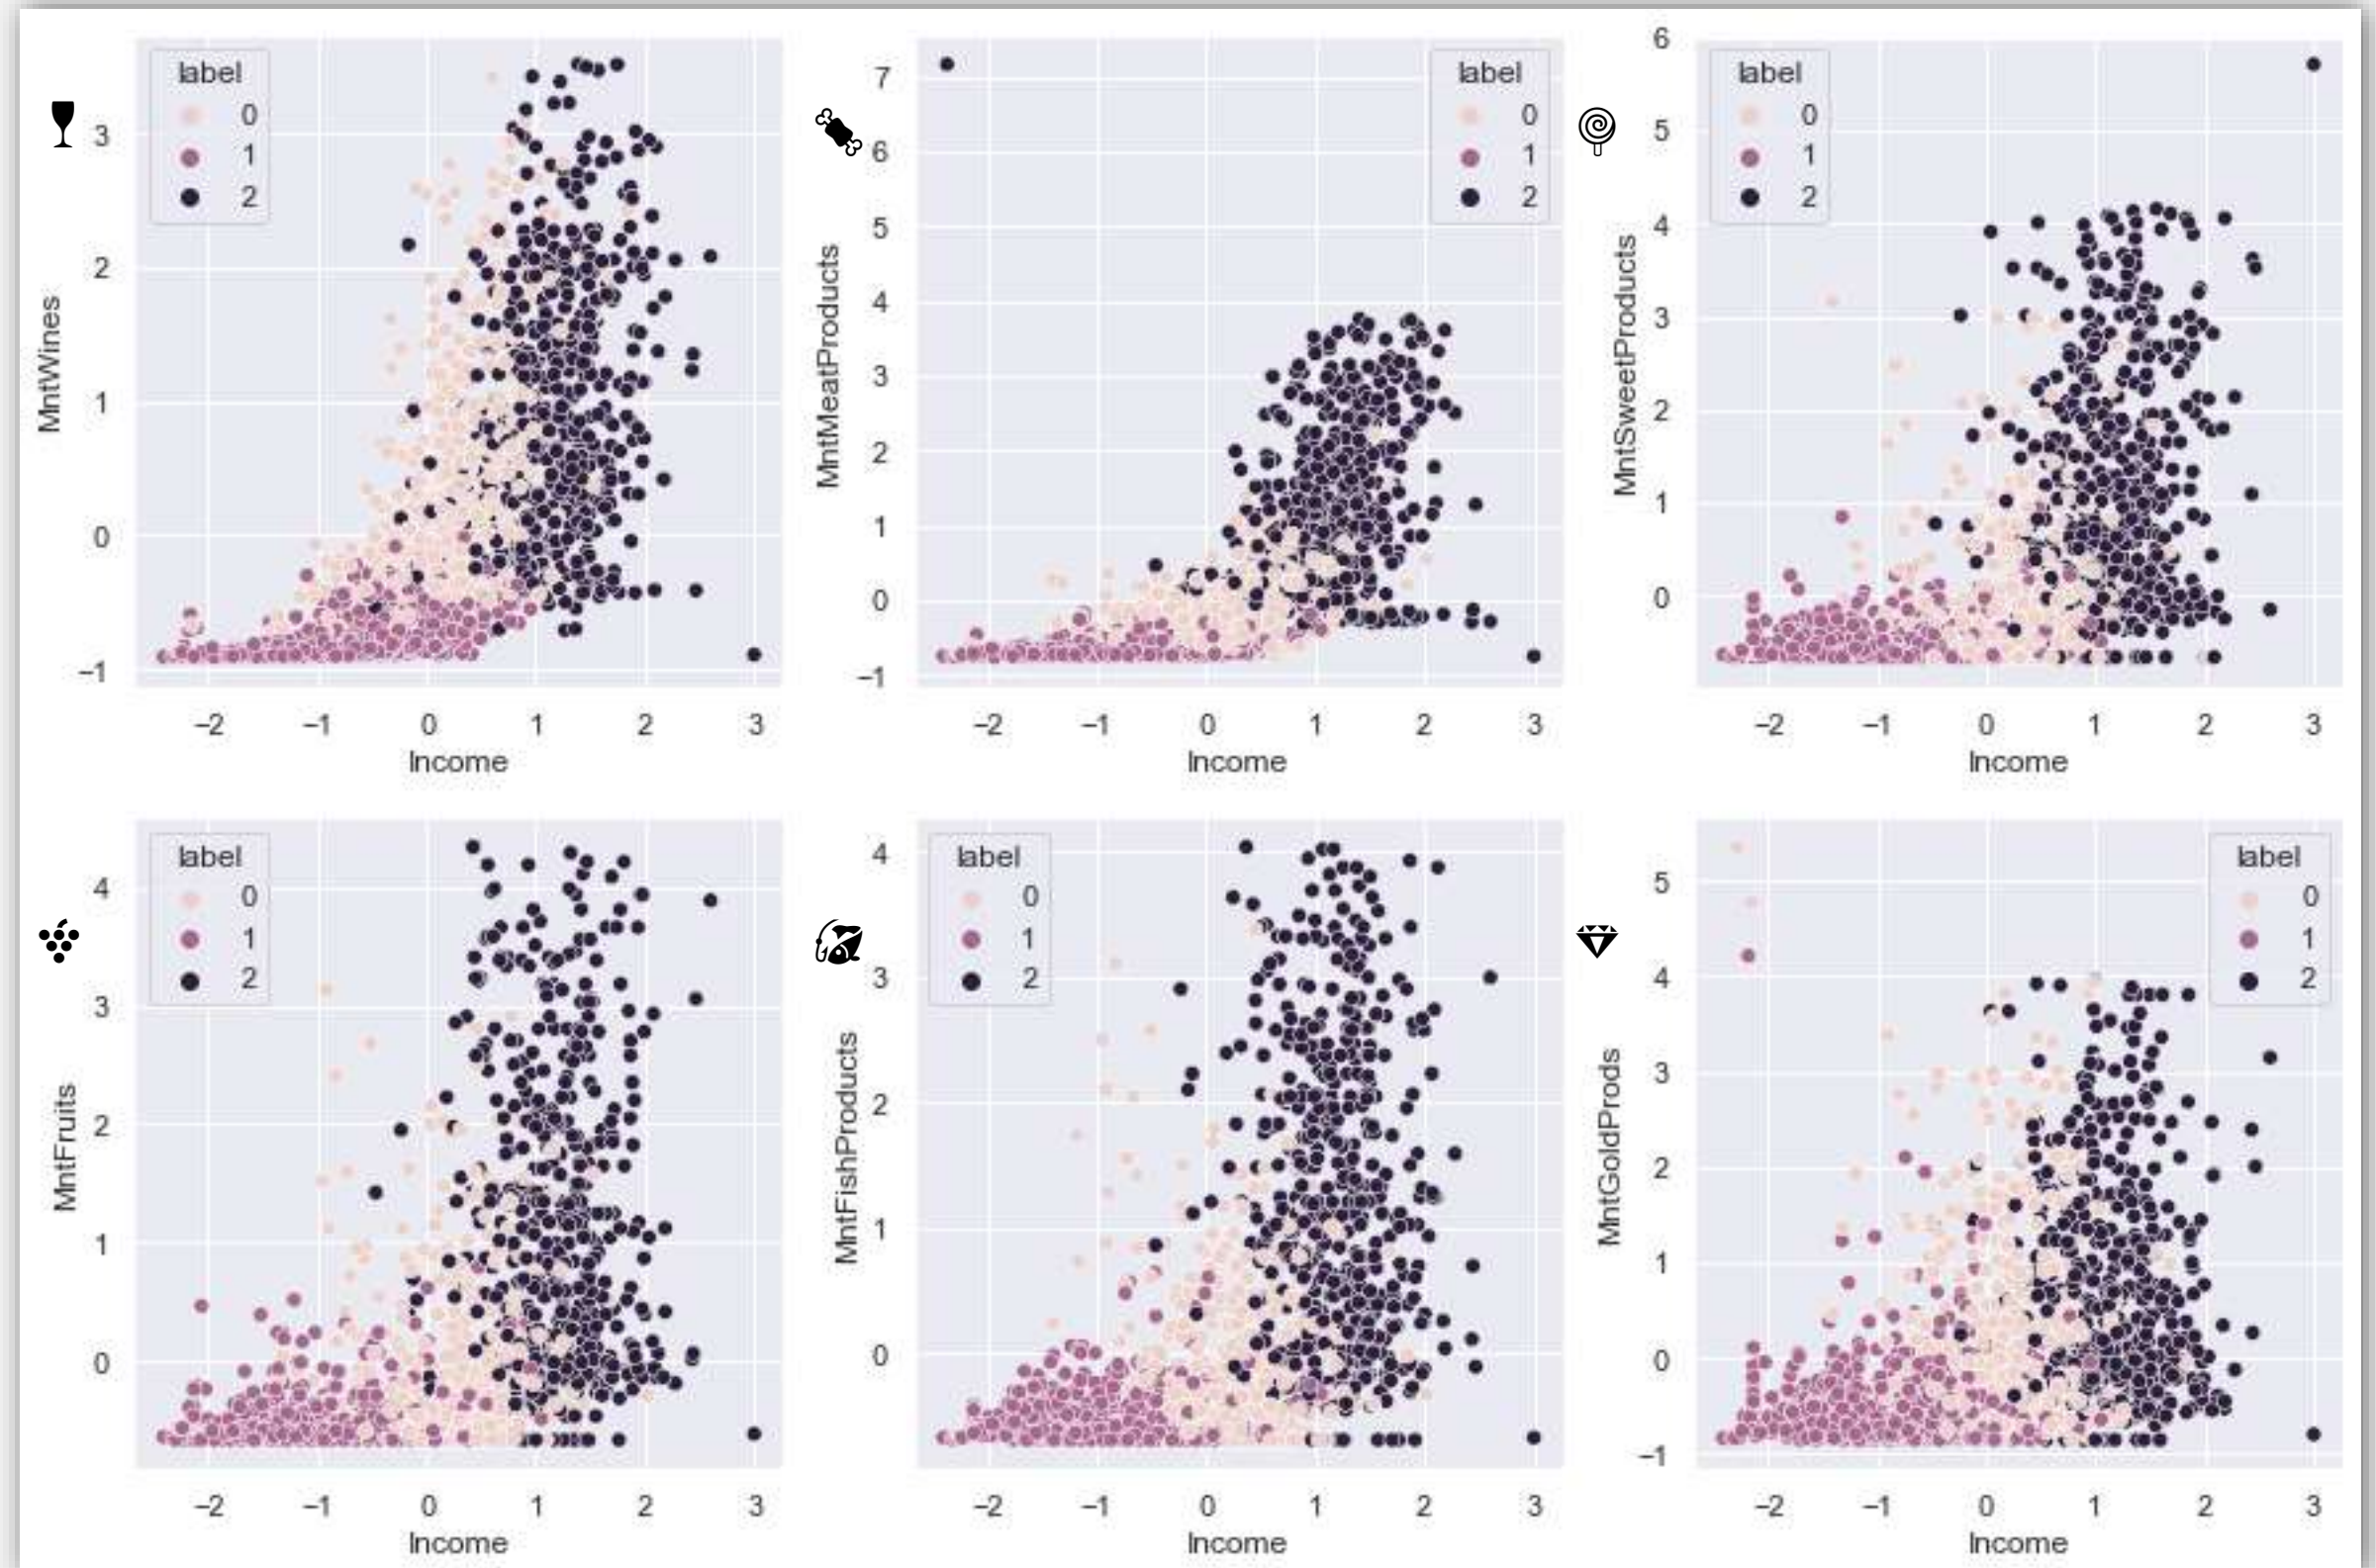 label
0
1
2
MntWines
3
2
1
0
−1
−2 −1 0 1 2 3
Income
label
0
1
2
MntMeatProducts
7
6
5
4
3
2
1
0
−1
−2 −1 0 1 2 3
Income
label
0
1
2
MntSweetProducts
6
5
4
3
2
1
0
−2 −1 0 1 2 3
Income
label
0
1
2
MntFruits
4
3
2
1
0
−2 −1 0 1 2 3
Income
label
0
1
2
MntFishProducts
4
3
2
1
0
−2 −1 0 1 2 3
Income
label
0
1
2
MntGoldProds
5
4
3
2
1
0
−1
−2 −1 0 1 2 3
Income